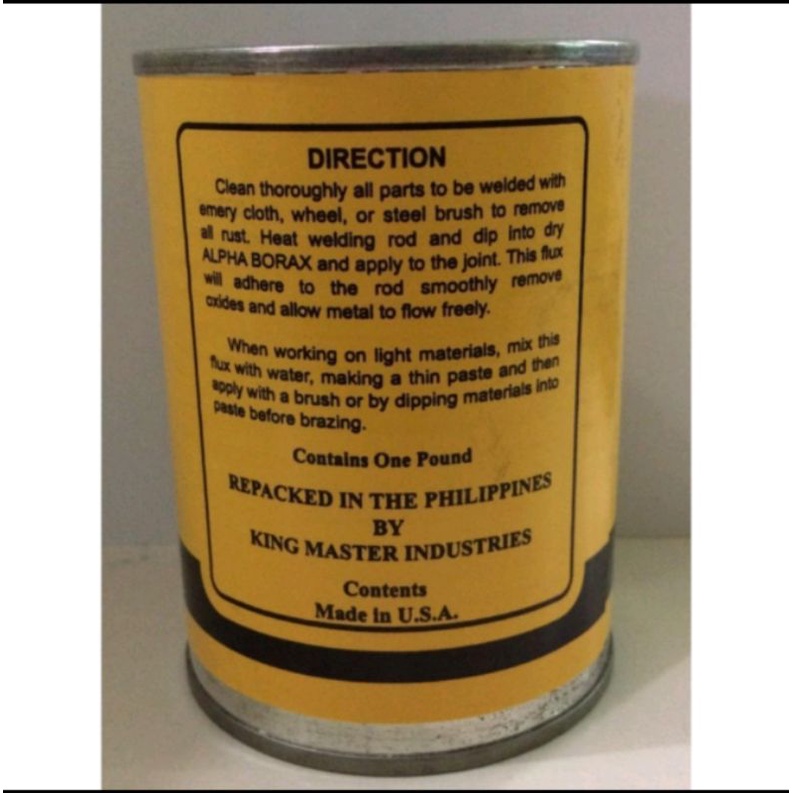 DIRECTION
Clean thoroughly all parts to be welded with
emery cloth, wheel, or steel brush to remove
all rust. Heat welding rod and dip into dry
ALPHA BORAX and apply to the joint. This flux
will adhere to the rod smoothly remove
oxides and allow metal to flow freely.
When working on light materials, mix this
flux with water, making a thin paste and then
apply with a brush or by dipping materials into
paste before brazing.
Contains One Pound
REPACKED IN THE PHILIPPINES
BY
KING MASTER INDUSTRIES
Contents
Made in U.S.A.